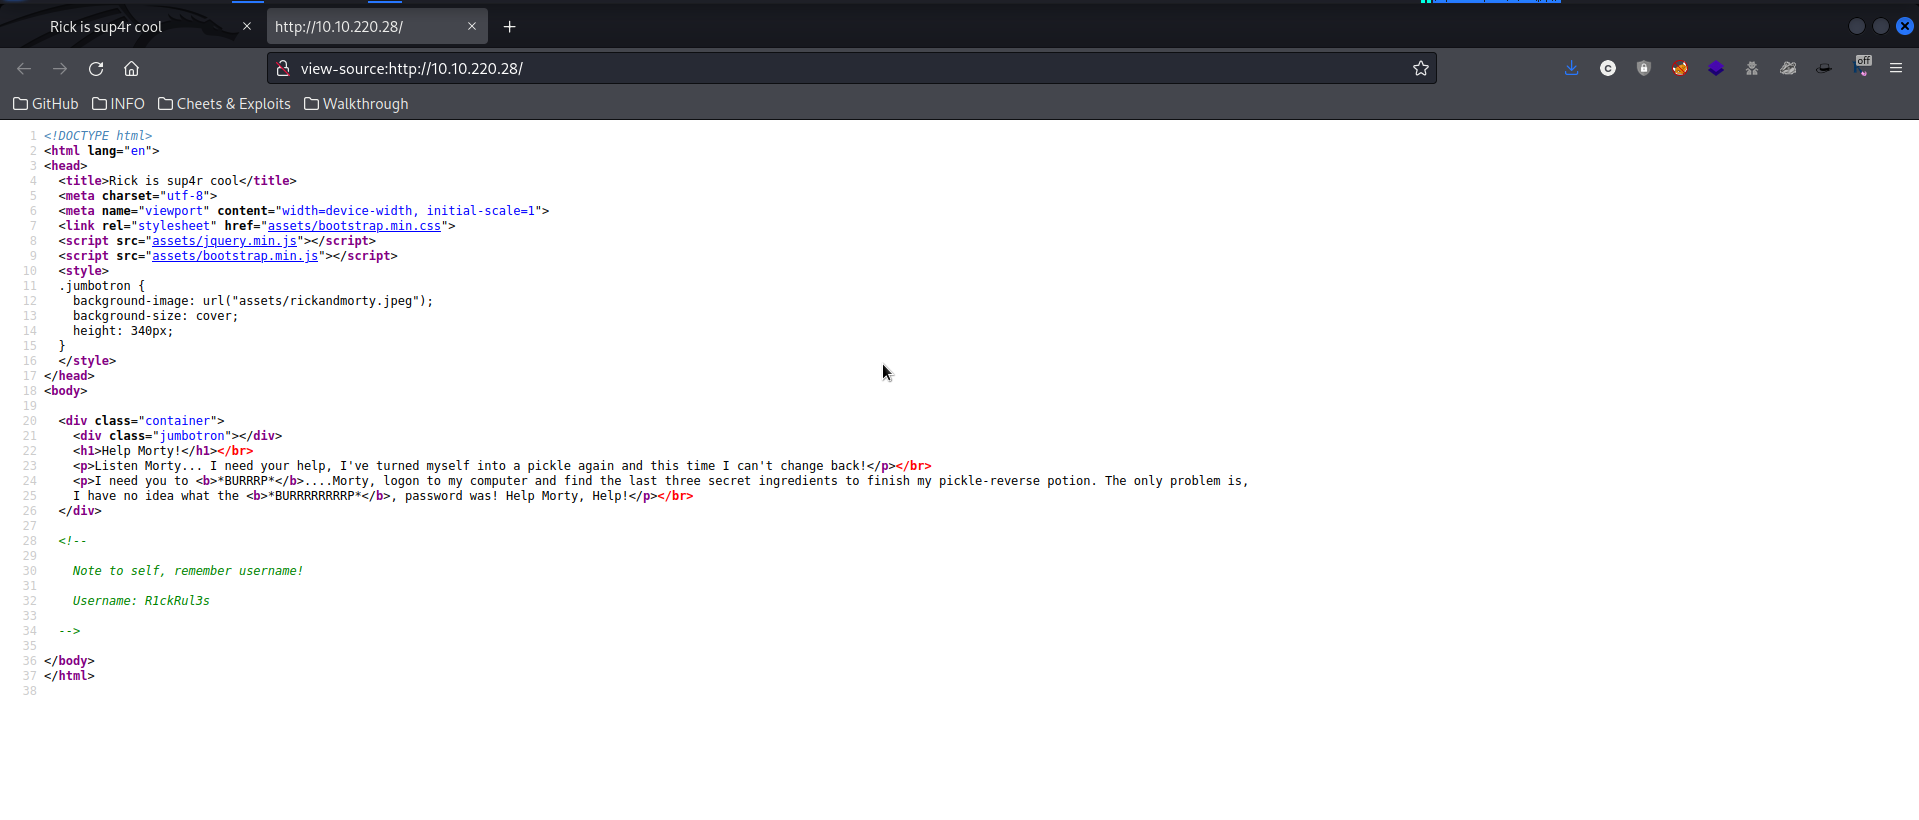 Rick is sup4r cool
http://10.10.220.28/
view-source:http://10.10.220.28/
C
off
GitHub INFO Cheets & Exploits Walkthrough
1 <!DOCTYPE html>
2 <html lang="en">
3 <head>
4 <title>Rick is sup4r cool</title>
5 <meta charset="utf-8">
6 <meta name="viewport" content="width=device-width, initial-scale=1">
7 <link rel="stylesheet" href="assets/bootstrap.min.css">
8 <script src="assets/jquery.min.js"></script>
9 <script src="assets/bootstrap.min.js"></script>
10 <style>
11 .jumbotron {
12 background-image: url("assets/rickandmorty.jpeg");
13 background-size: cover;
14 height: 340px;
15 }
16 </style>
17 </head>
18 <body>
19
20 <div class="container">
21 <div class="jumbotron"></div>
22 <h1>Help Morty!</h1></br>
23 <p>Listen Morty... I need your help, I've turned myself into a pickle again and this time I can't change back!</p></br>
24 <p>I need you to <b>*BURRRP*</b>....Morty, logon to my computer and find the last three secret ingredients to finish my pickle-reverse potion. The only problem is,
25 I have no idea what the <b>*BURRRRRRRRP*</b>, password was! Help Morty, Help!</p></br>
26 </div>
27
28 <!--
29
30 Note to self, remember username!
31
32 Username: R1ckRul3s
33
34 -->
35
36 </body>
37 </html>
38